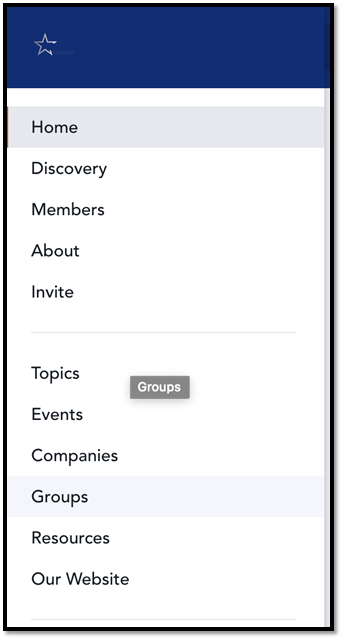 Home
Discovery
Members
About
Invite
Topics
Groups
Events
Companies
Groups
Resources
Our Website